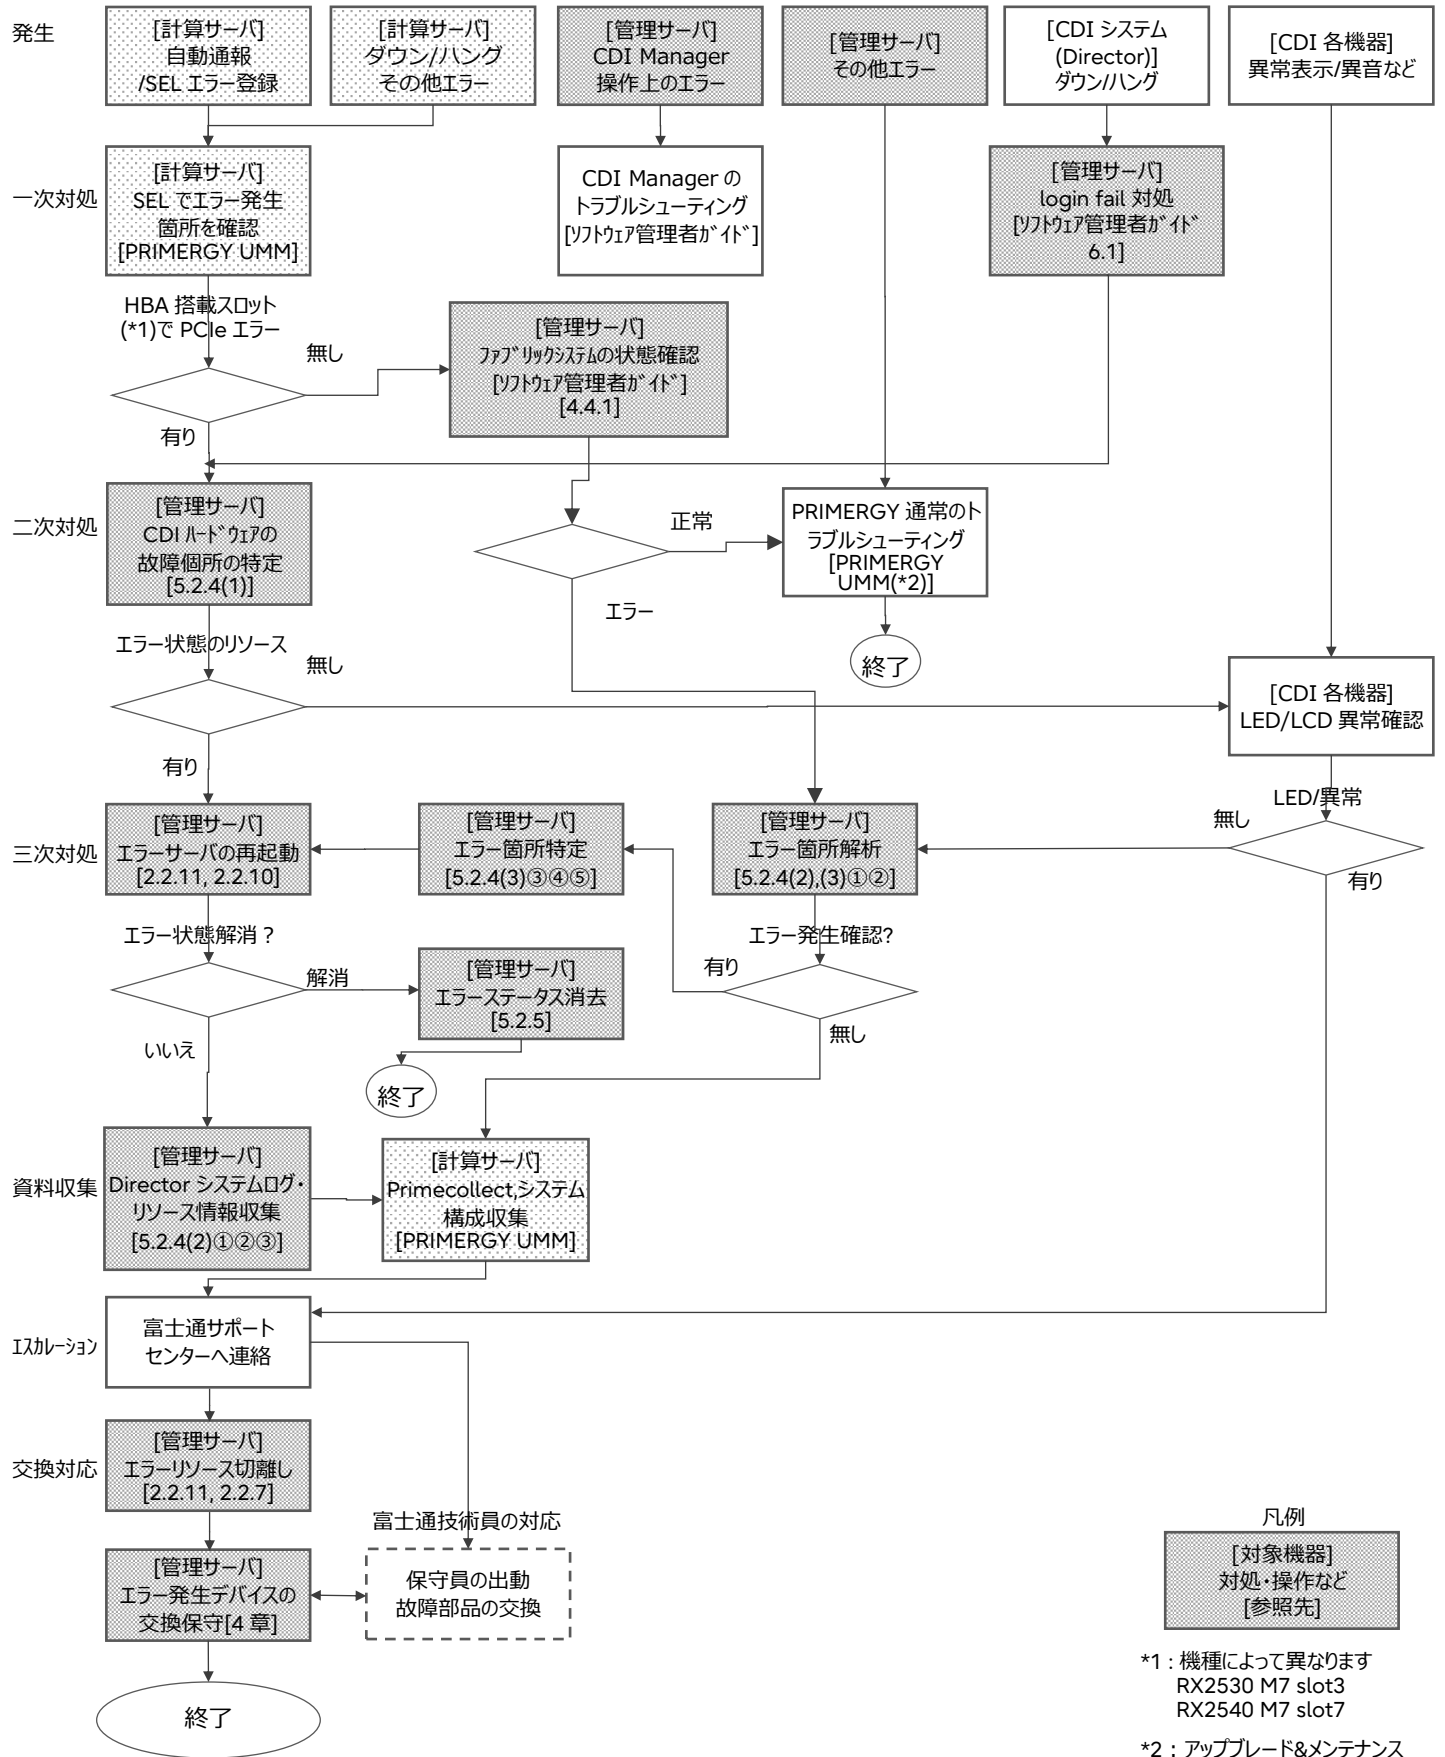 発生
[計算サーバ]
自動通報
/SEL エラー登録
[計算サーバ]
ダウン/ハング
その他エラー
[管理サーバ]
CDI Manager
操作上のエラー
[管理サーバ]
その他エラー
[CDI システム
(Director)]
ダウン/ハング
[CDI 各機器]
異常表示/異音など
一次対処
[計算サーバ]
SEL でエラー発生
箇所を確認
[PRIMERGY UMM]
CDI Manager の
トラブルシューティング
[ソフトウェア管理者ガイド]
[管理サーバ]
login fail 対処
[ソフトウェア管理者ガイド
6.1]
HBA 搭載スロット
(*1)で PCIe エラー
無し
有り
[管理サーバ]
ファブリックシステムの状態確認
[ソフトウェア管理者ガイド]
[4.4.1]
二次対処
[管理サーバ]
CDI ハードウェアの
故障個所の特定
[5.2.4(1)]
正常
エラー
PRIMERGY 通常のト
ラブルシューティング
[PRIMERGY
UMM(*2)]
終了
エラー状態のリソース
無し
有り
[CDI 各機器]
LED/LCD 異常確認
LED/異常
無し
有り
三次対処
[管理サーバ]
エラーサーバの再起動
[2.2.11, 2.2.10]
[管理サーバ]
エラー箇所特定
[5.2.4(3)③④⑤]
[管理サーバ]
エラー箇所解析
[5.2.4(2),(3)①②]
エラー状態解消？
解消
いいえ
[管理サーバ]
エラーステータス消去
[5.2.5]
終了
エラー発生確認?
有り
無し
資料収集
[管理サーバ]
Director システムログ・
リソース情報収集
[5.2.4(2)①②③]
[計算サーバ]
Primecollect,システム
構成収集
[PRIMERGY UMM]
エスカレーション
富士通サポート
センターへ連絡
交換対応
[管理サーバ]
エラーリソース切離し
[2.2.11, 2.2.7]
富士通技術員の対応
[管理サーバ]
エラー発生デバイスの
交換保守[4 章]
保守員の出動
故障部品の交換
終了
凡例
[対象機器]
対処・操作など
[参照先]
*1：機種によって異なります
RX2530 M7 slot3
RX2540 M7 slot7
*2：アップブレード&メンテナンス